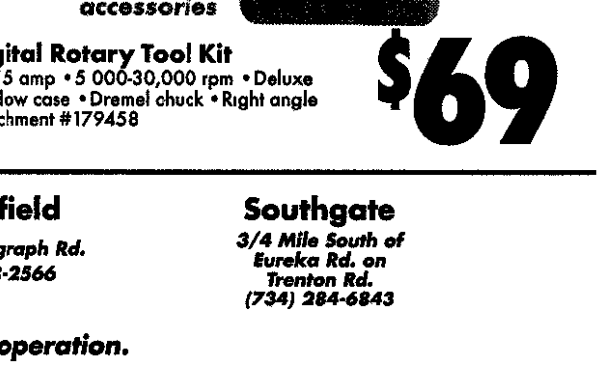 accessories
gital Rotary Tool Kit
5 amp • 5 000-30,000 rpm • Deluxe
low case • Dremel chuck • Right angle
chment #179458
$69
field
graph Rd.
-2566
Southgate
3/4 Mile South of
Eureka Rd. on
Trenton Rd.
(734) 284-6843
operation.